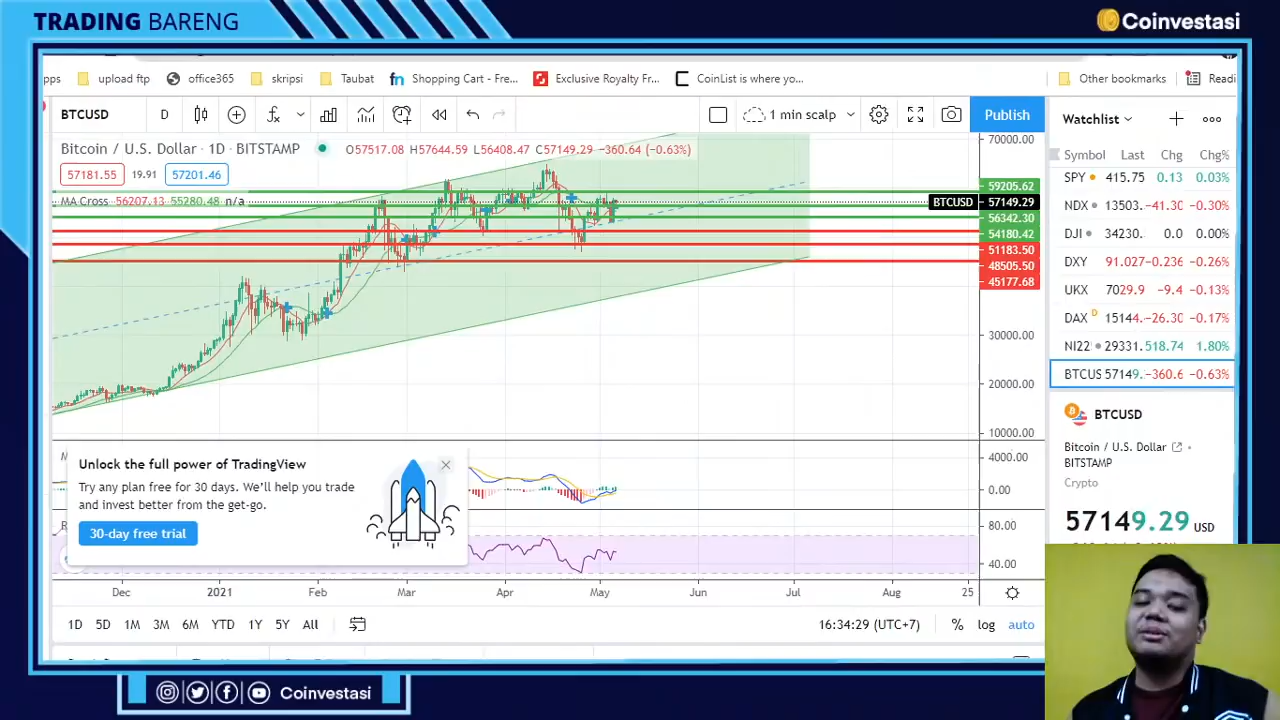 TRADING BARENG
Coinvestasi
pps upload ftp office365 skripsi Taubat Shopping Cart - Fre... Exclusive Royalty Fr... CoinList is where yo... Other bookmarks Readi
BTCUSD D 1 min scalp Publish
Watchlist
Bitcoin / U.S. Dollar · 1D · BITSTAMP O57517.08 H57644.59 L56408.47 C57149.29 −360.64 (−0.63%)
57181.55 19.91 57201.46
MA Cross 56207.13 55280.48 n/a
70000.00
59205.62
BTCUSD 57149.29
56342.30
54180.42
51183.50
48505.50
45177.68
30000.00
20000.00
10000.00
4000.00
0.00
80.00
40.00
Symbol Last Chg Chg%
SPY 415.75 0.13 0.03%
NDX 13503. −41.30 −0.30%
DJI 34230. 0.0 0.00%
DXY 91.027 −0.236 −0.26%
UKX 7029.9 −9.4 −0.13%
DAX D 15144. −26.30 −0.17%
NI22 29331. 518.74 1.80%
BTCUS 57149. −360.6 −0.63%
BTCUSD
Bitcoin / U.S. Dollar
BITSTAMP
Crypto
57149.29 USD
Unlock the full power of TradingView
Try any plan free for 30 days. We'll help you trade
and invest better from the get-go.
30-day free trial
Dec 2021 Feb Mar Apr May Jun Jul Aug 25
1D 5D 1M 3M 6M YTD 1Y 5Y All 16:34:29 (UTC+7) % log auto
Coinvestasi